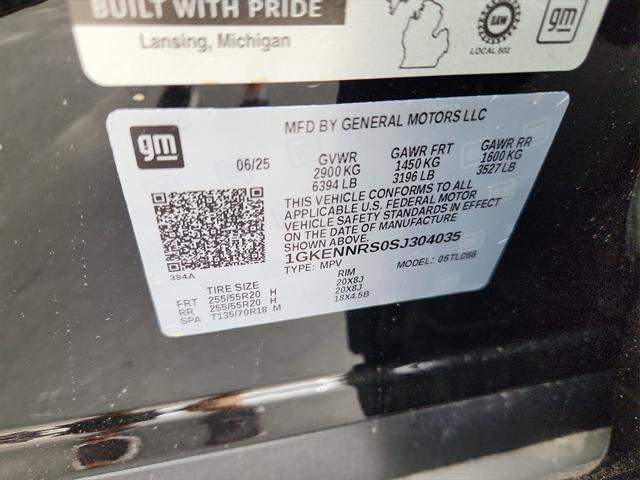 BUILT WITH PRIDE
Lansing, Michigan
UAW
LOCAL 602
gm
gm
MFD BY GENERAL MOTORS LLC
06/25 GVWR GAWR FRT GAWR RR
2900 KG 1450 KG 1600 KG
6394 LB 3196 LB 3527 LB
THIS VEHICLE CONFORMS TO ALL
APPLICABLE U.S. FEDERAL MOTOR
VEHICLE SAFETY STANDARDS IN EFFECT
ON THE DATE OF MANUFACTURE
SHOWN ABOVE.
1GKENNRS0SJ304035
TYPE: MPV MODEL: 05TLD56
384A
TIRE SIZE RIM
FRT 255/55R20 H 20X8J
RR 255/55R20 H 20X8J
SPA T135/70R18 M 18X4.5B